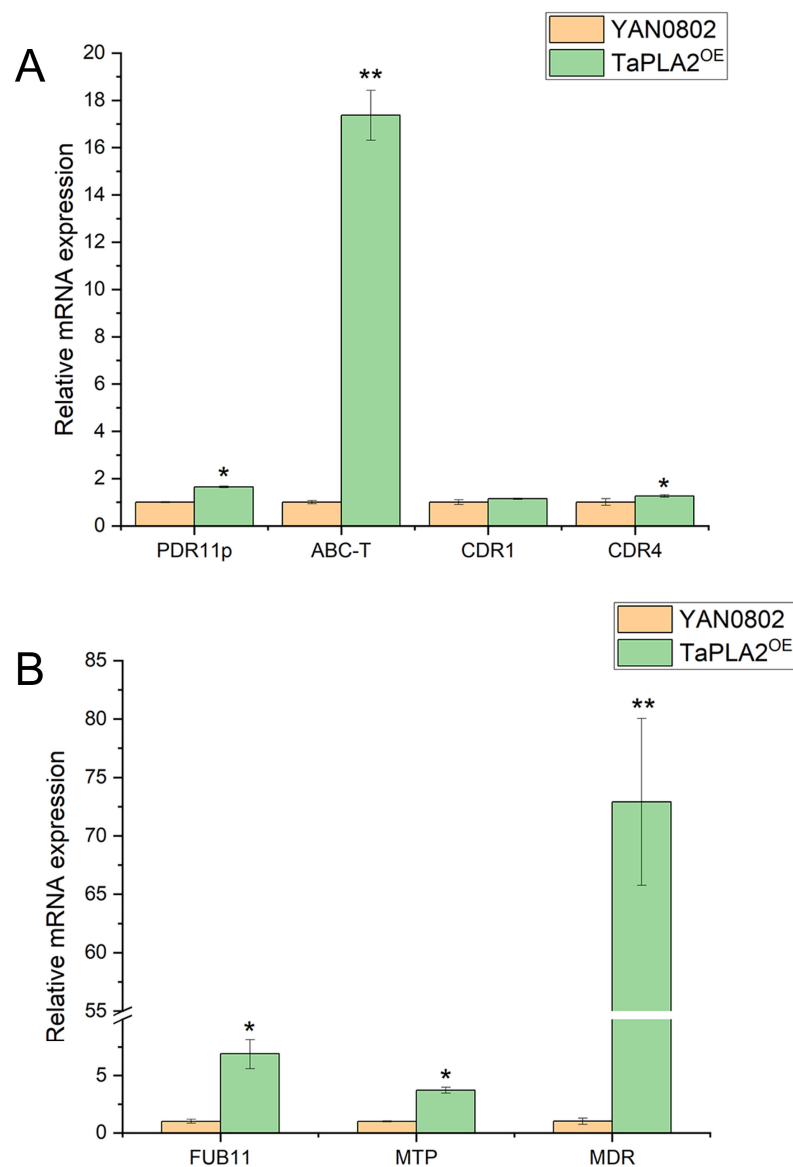 A
YAN0802
TaPLA2OE
Relative mRNA expression
20
18
16
14
12
10
8
6
4
2
0
*
**
*
PDR11p ABC-T CDR1 CDR4
B
YAN0802
TaPLA2OE
Relative mRNA expression
85
80
75
70
65
60
55
5
0
*
*
**
FUB11 MTP MDR